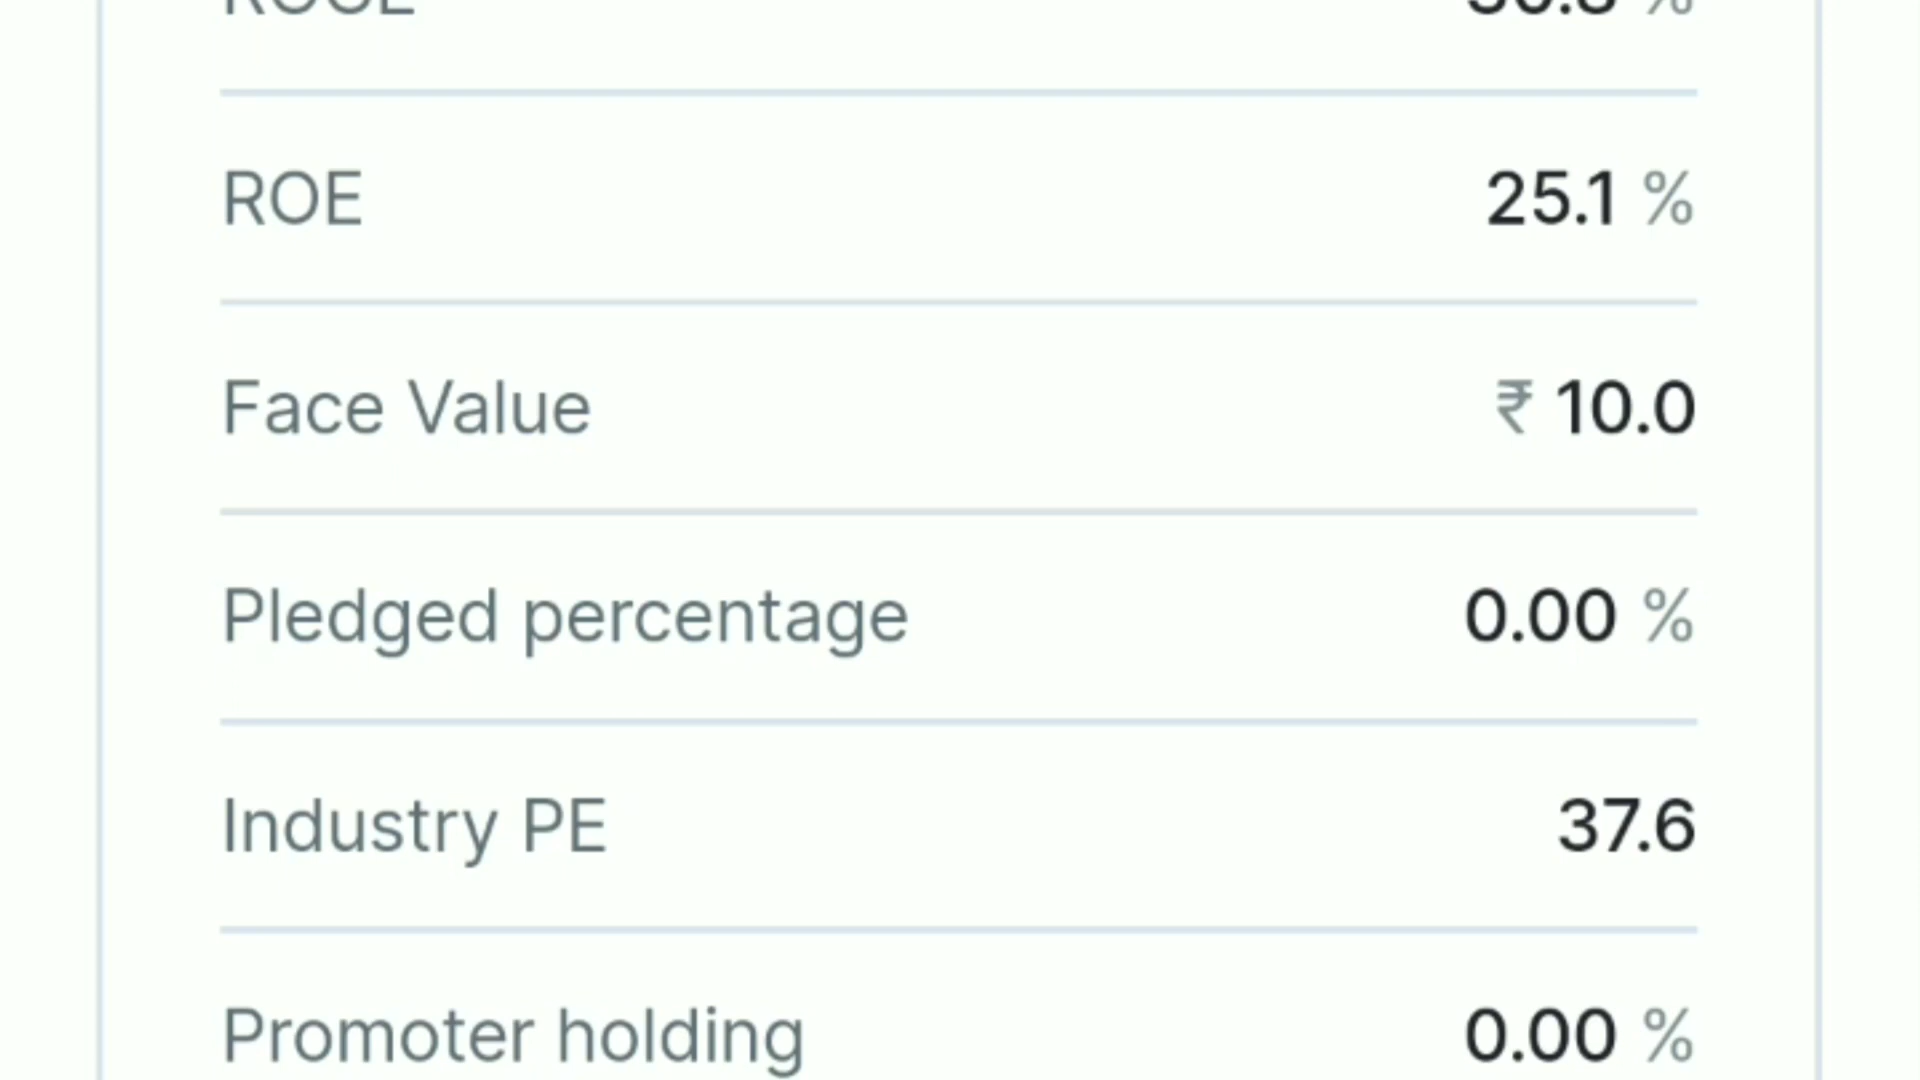 ROCE
ROE 25.1 %
Face Value ₹ 10.0
Pledged percentage 0.00 %
Industry PE 37.6
Promoter holding 0.00 %